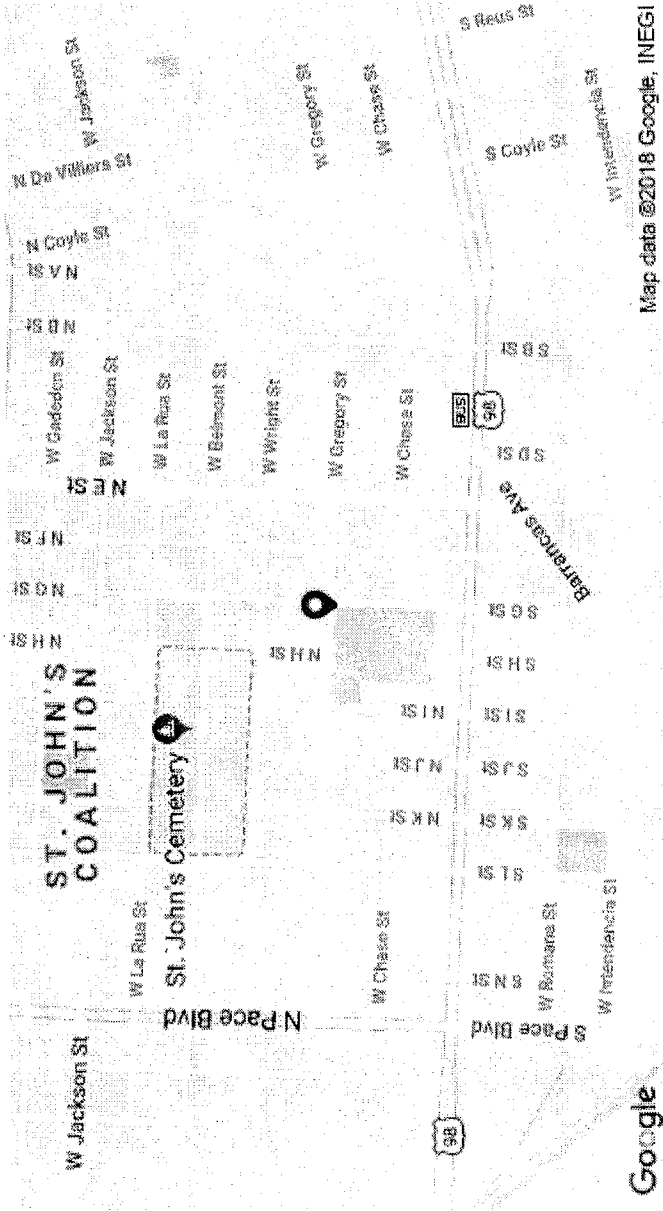 W Jackson St
ST. JOHN'S
COALITION
N H St
N G St
N F St
N E St
W Gadsden St
W Jackson St
N B St
N A St
N Coyle St
N De Villiers St
W Jackson St
W La Rua St
St. John's Cemetery
W La Rua St
W Belmont St
N Pace Blvd
N H St
W Wright St
W Gregory St
W Gregory St
W Chase St
N K St
N J St
N I St
W Chase St
W Chase St
98
BUS
98
S Pace Blvd
S N St
S L St
S K St
S J St
S I St
S H St
S G St
S D St
S B St
S Coyle St
S Reus St
Barrancas Ave
W Romana St
W Intendencia St
W Intendencia St
Google
Map data ©2018 Google, INEGI